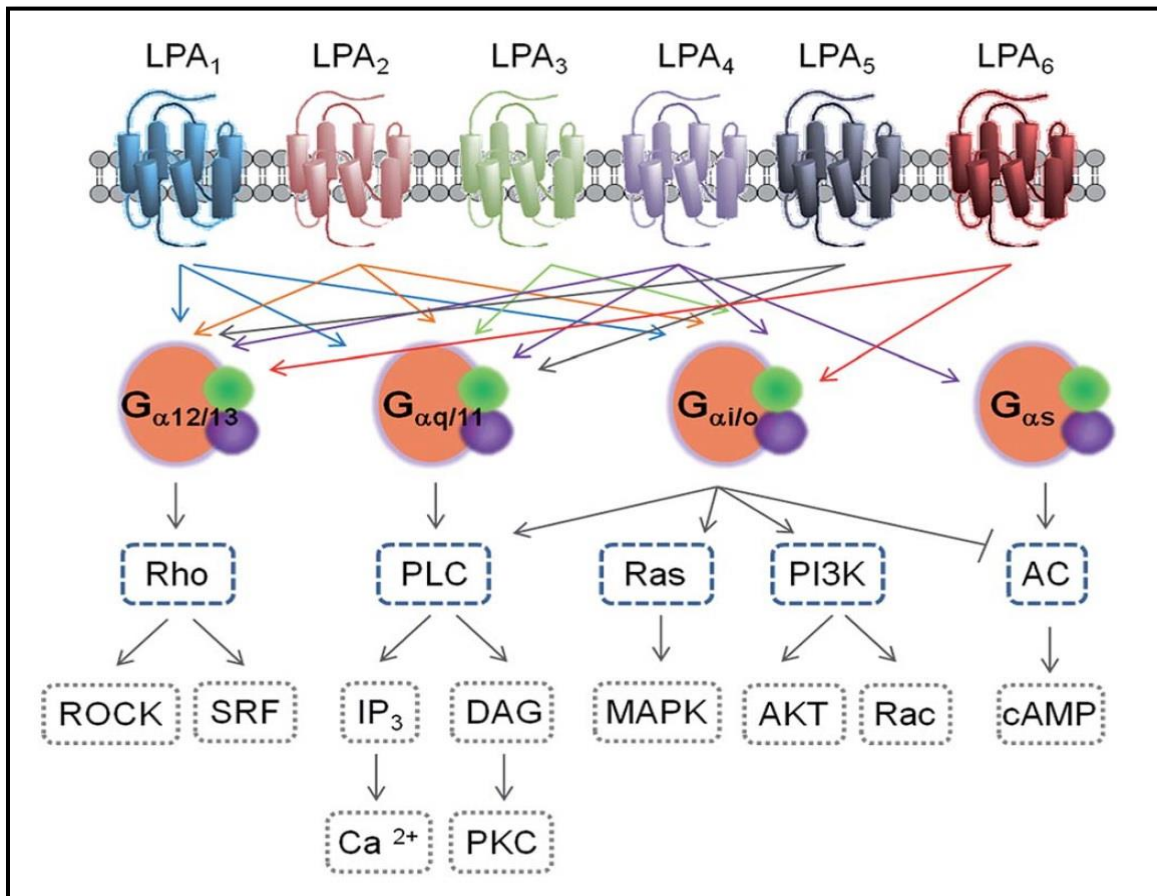 LPA₁ LPA₂ LPA₃ LPA₄ LPA₅ LPA₆
Gα12/13 Gαq/11 Gαi/o Gαs
Rho PLC Ras PI3K AC
ROCK SRF IP₃ DAG MAPK AKT Rac cAMP
Ca ²⁺ PKC